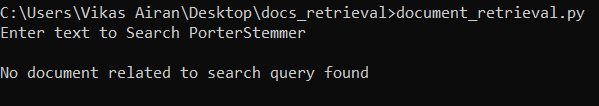 C:\Users\Vikas Airan\Desktop\docs_retrieval>document_retrieval.py
Enter text to Search PorterStemmer
No document related to search query found